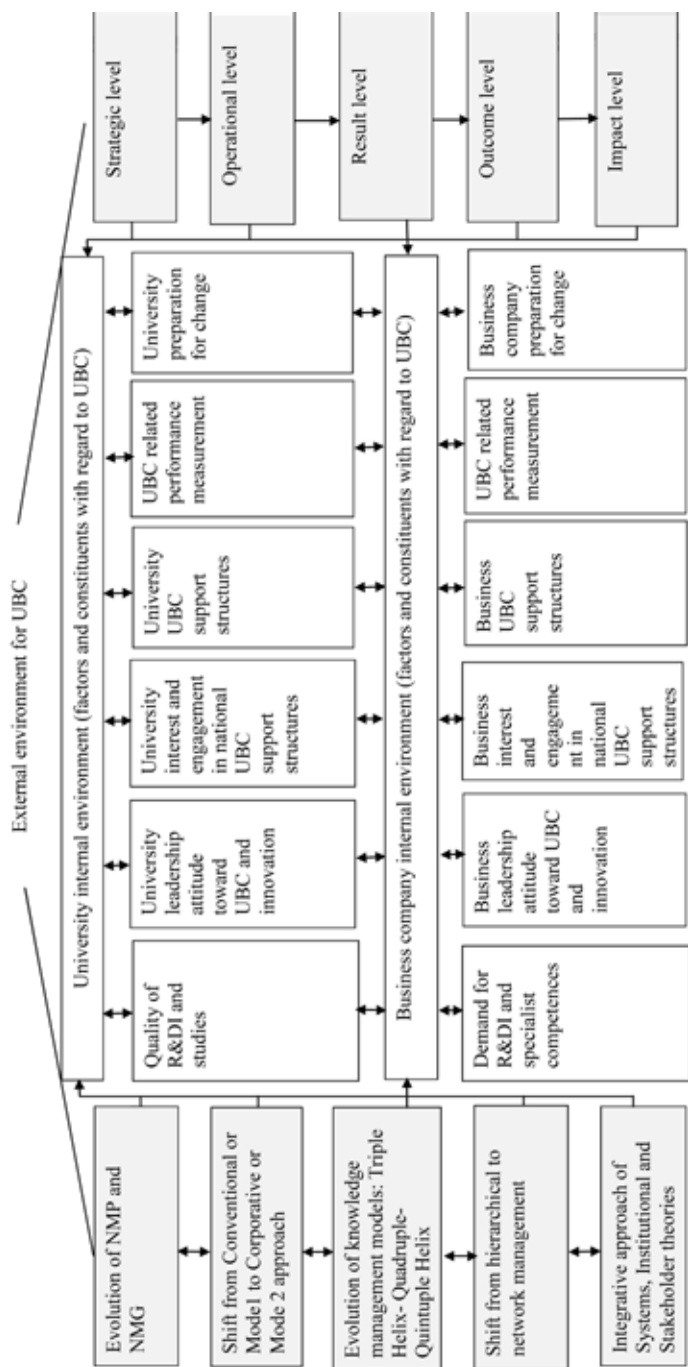 External environment for UBC
Evolution of NMP and
NMG
Shift from Conventional or
Model to Corporative or
Mode 2 approach
Evolution of knowledge
management models: Triple
Helix- Quadruple-
Quintuple Helix
Shift from hierarchical to
network management
Integrative approach of
Systems, Institutional and
Stakeholder theories
University internal environment (factors and constituents with regard to UBC)
Quality of
R&DI and
studies
University
leadership
attitude
toward
UBC and
innovation
University
interest and
engagement
in national
UBC
support
structures
University
UBC
support
structures
UBC related
performance
measurement
University
preparation
for change
Business company internal environment (factors and constituents with regard to UBC)
Demand for
R&DI and
specialist
competences
Business
leadership
attitude
toward UBC
and
innovation
Business
interest
and
engageme
nt in
national
UBC
support
structures
Business
UBC
support
structures
UBC related
performance
measurement
Business
company
preparation
for change
Strategic level
Operational level
Result level
Outcome level
Impact level